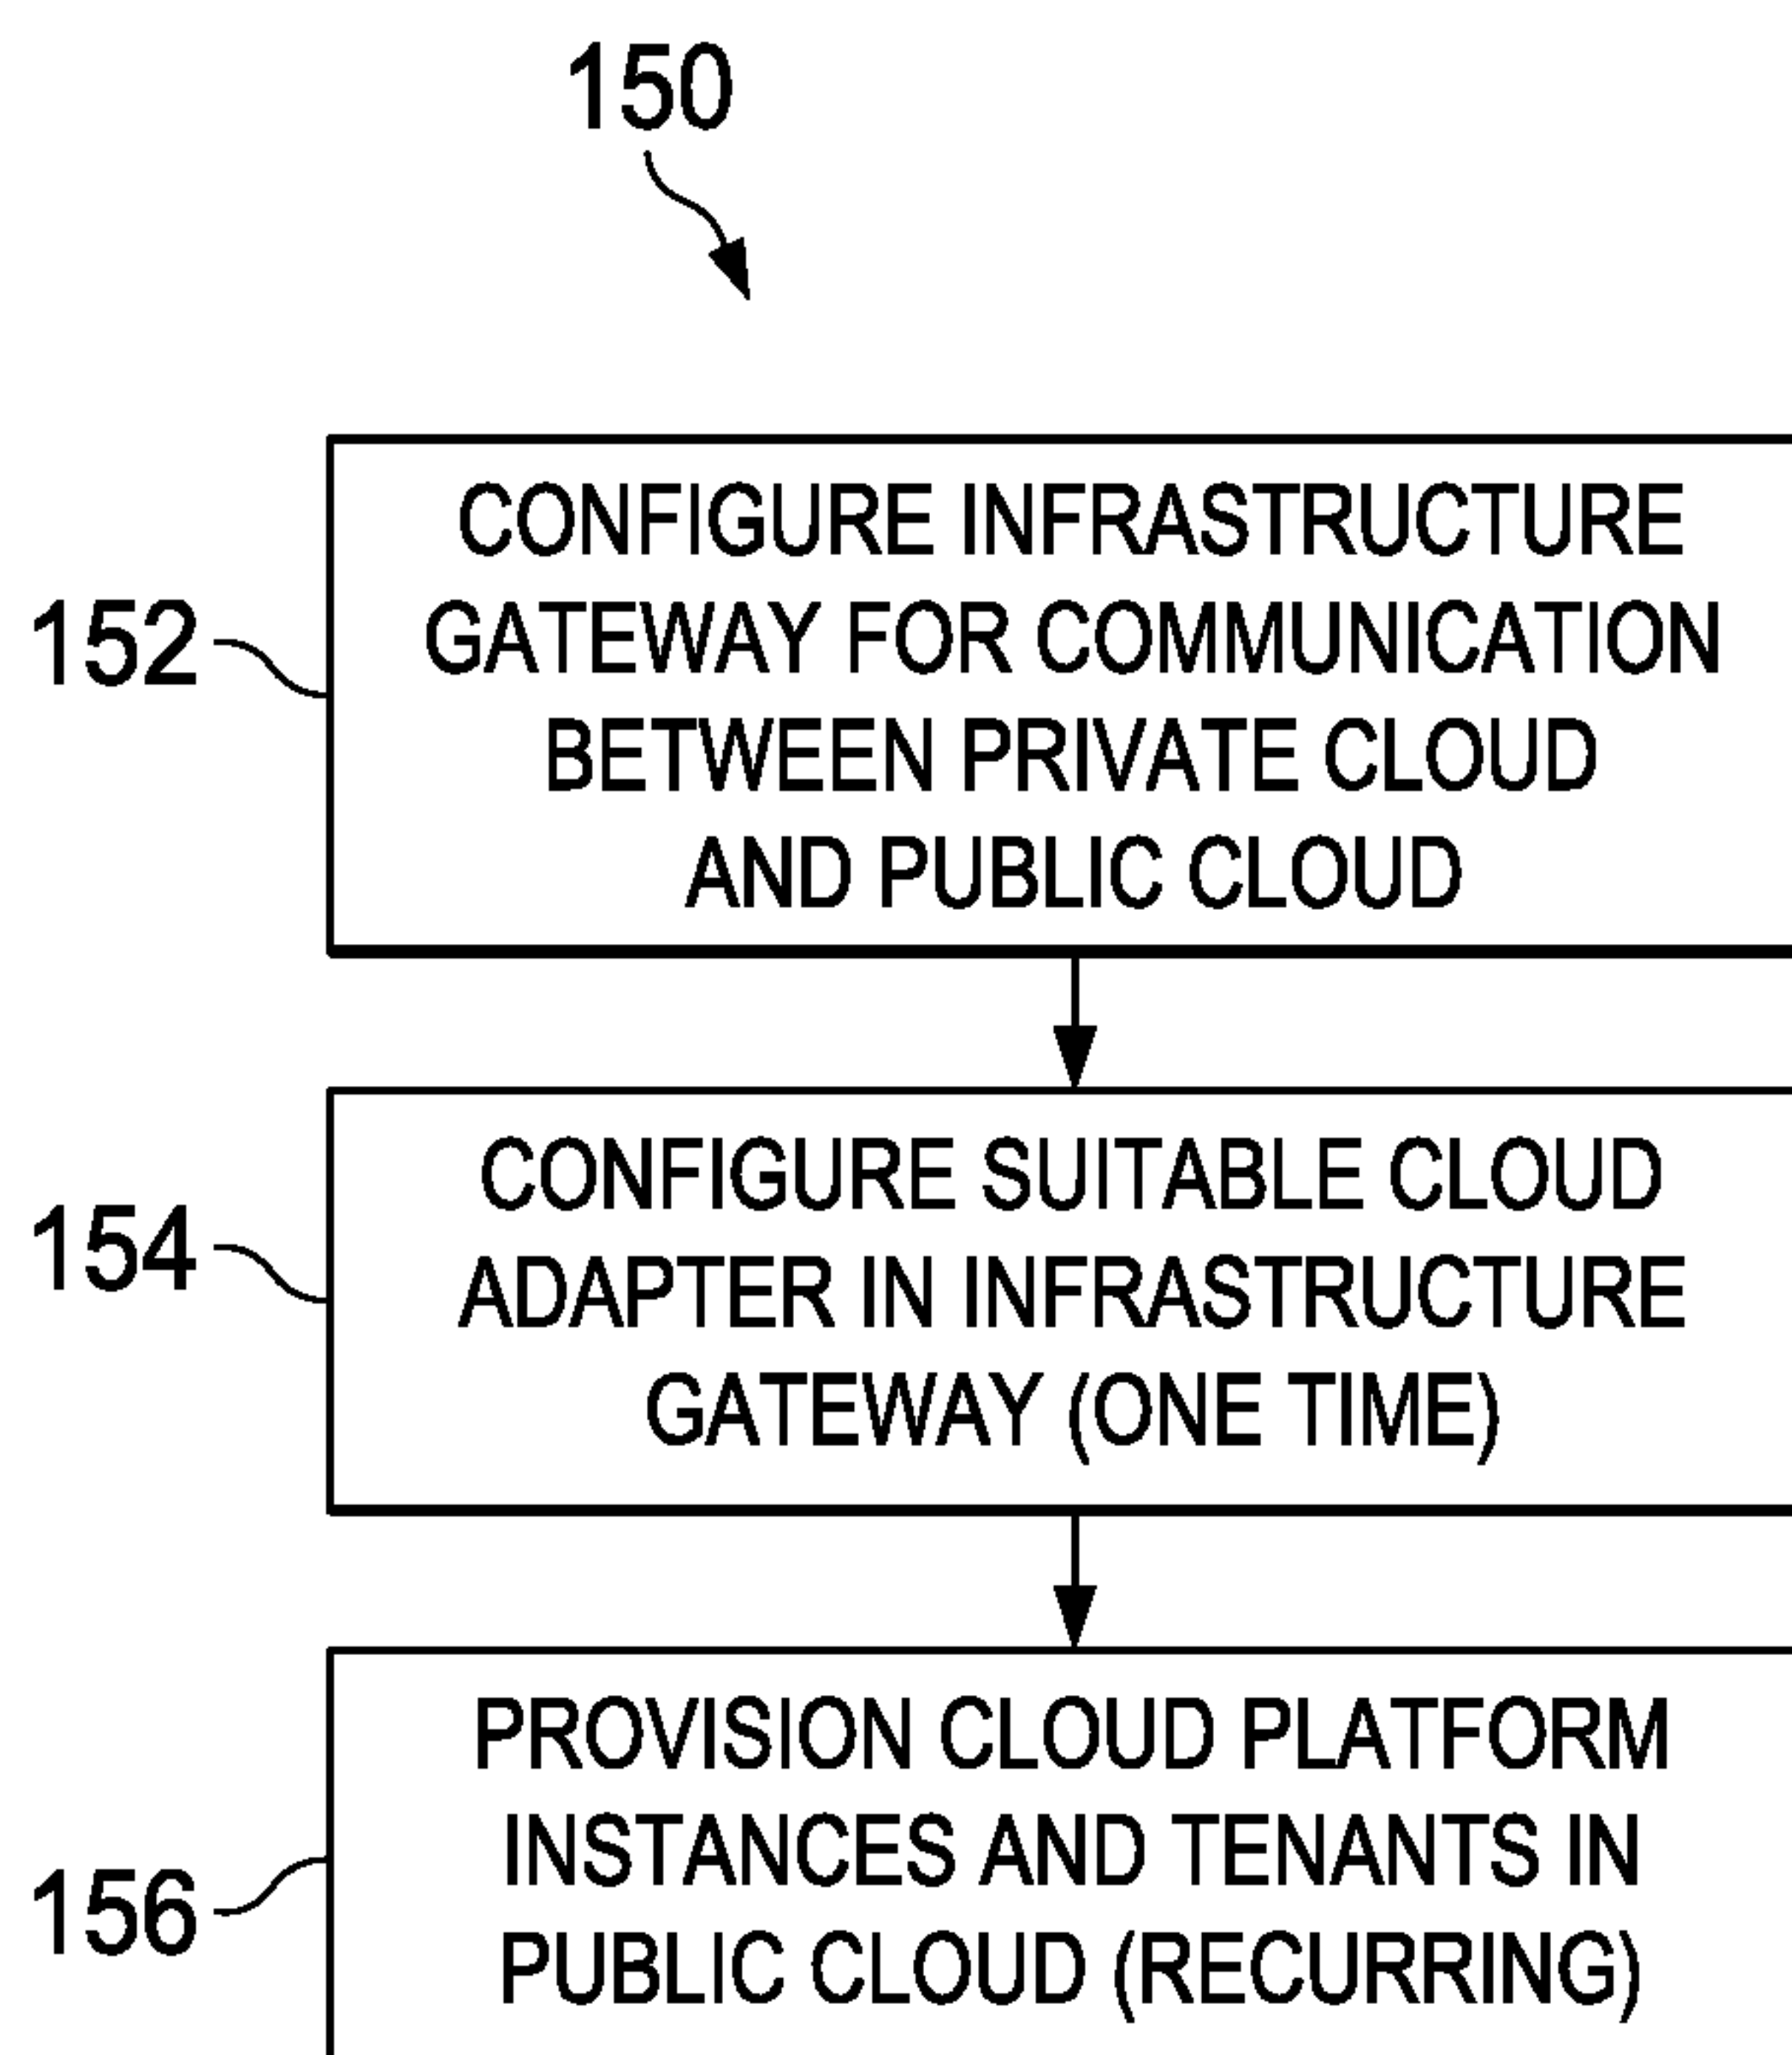 150
152
CONFIGURE INFRASTRUCTURE
GATEWAY FOR COMMUNICATION
BETWEEN PRIVATE CLOUD
AND PUBLIC CLOUD
154
CONFIGURE SUITABLE CLOUD
ADAPTER IN INFRASTRUCTURE
GATEWAY (ONE TIME)
156
PROVISION CLOUD PLATFORM
INSTANCES AND TENANTS IN
PUBLIC CLOUD (RECURRING)